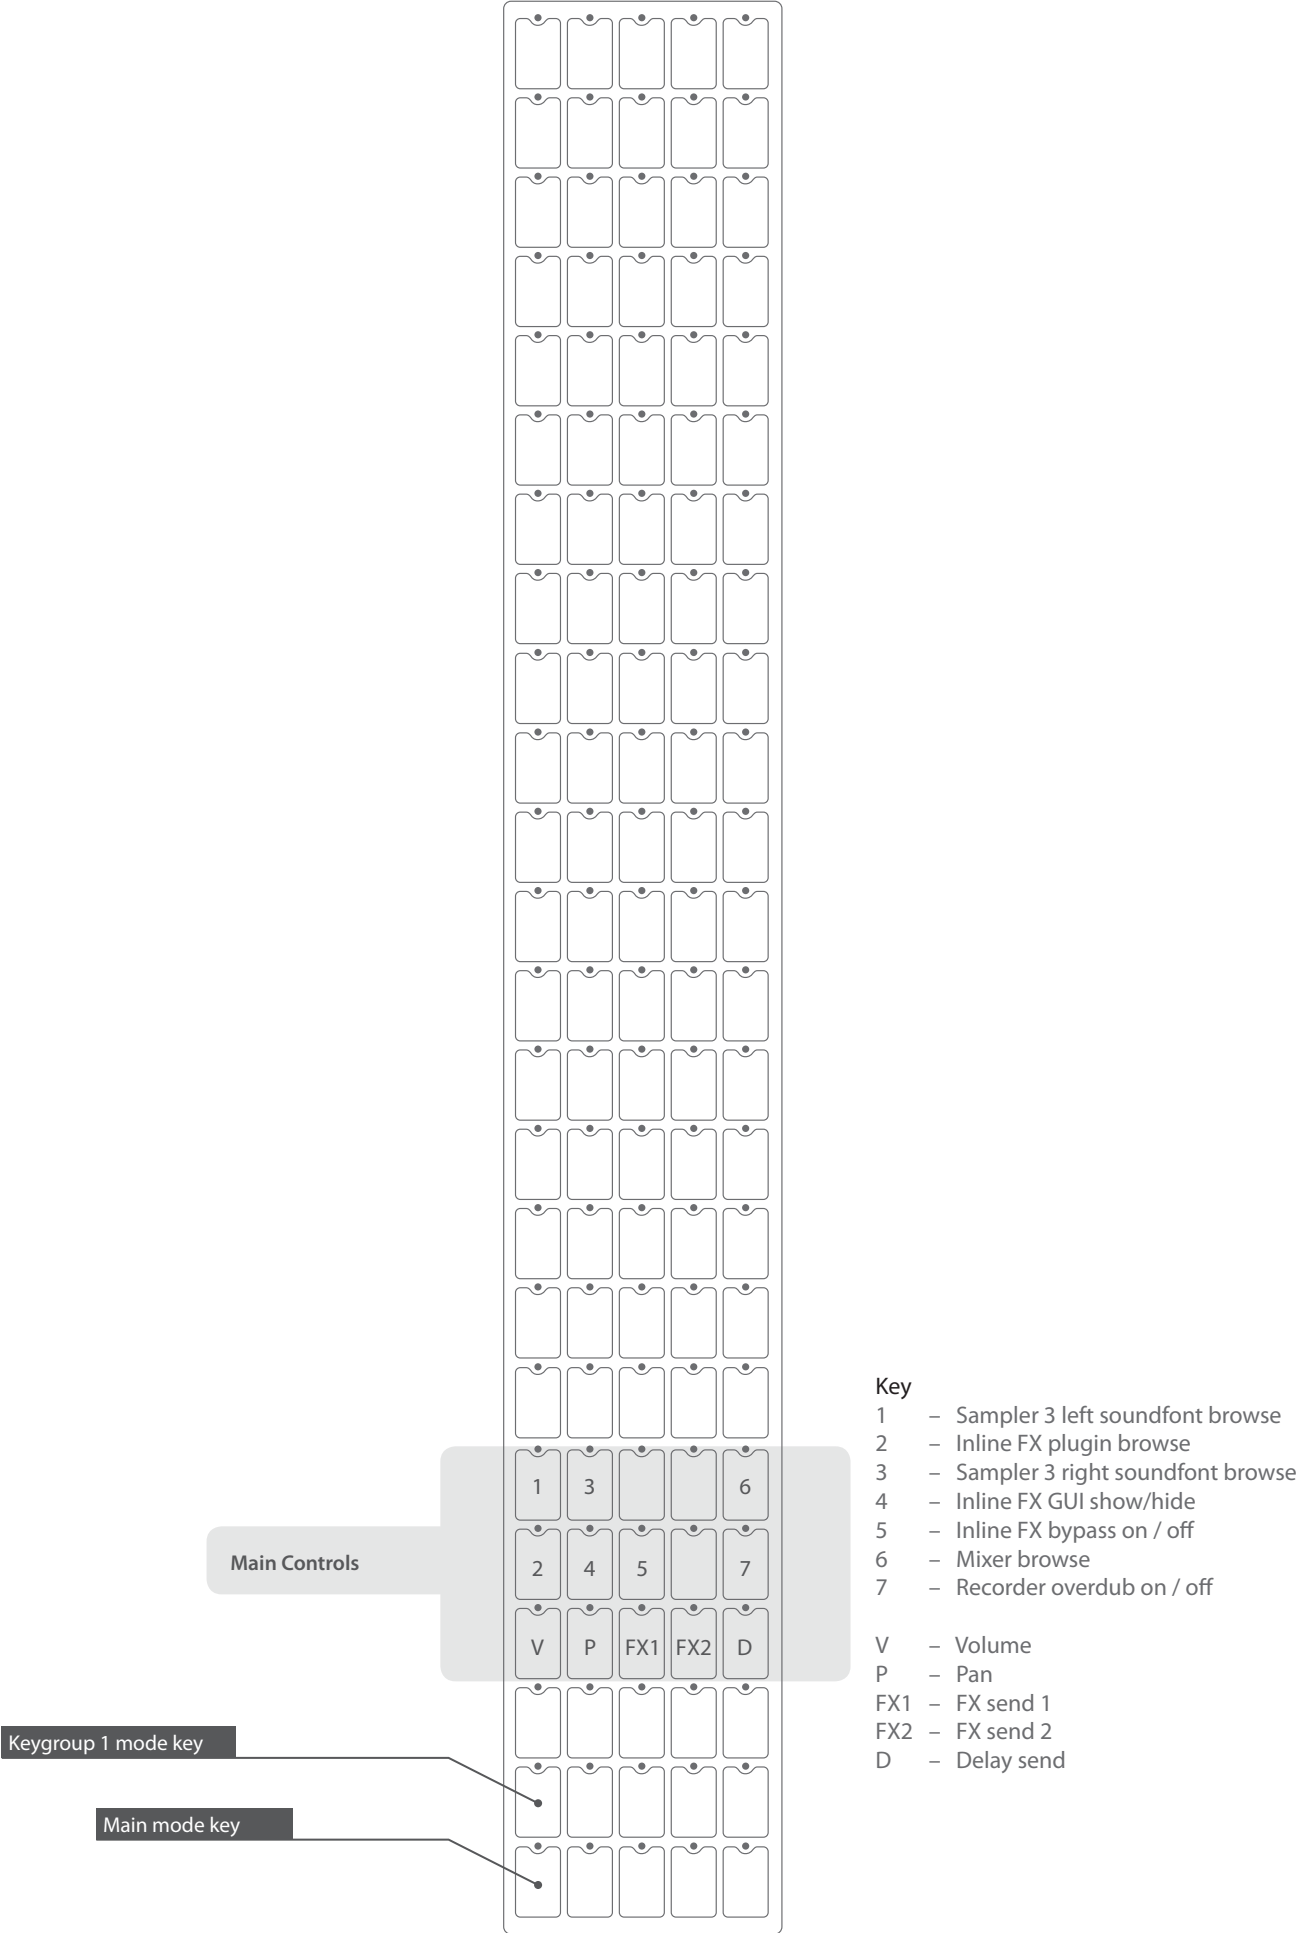 Key
1 – Sampler 3 left soundfont browse
2 – Inline FX plugin browse
3 – Sampler 3 right soundfont browse
4 – Inline FX GUI show/hide
5 – Inline FX bypass on / off
6 – Mixer browse
7 – Recorder overdub on / off
V – Volume
P – Pan
FX1 – FX send 1
FX2 – FX send 2
D – Delay send
1 3 6
Main Controls
2 4 5 7
V P FX1 FX2 D
Keygroup 1 mode key
Main mode key